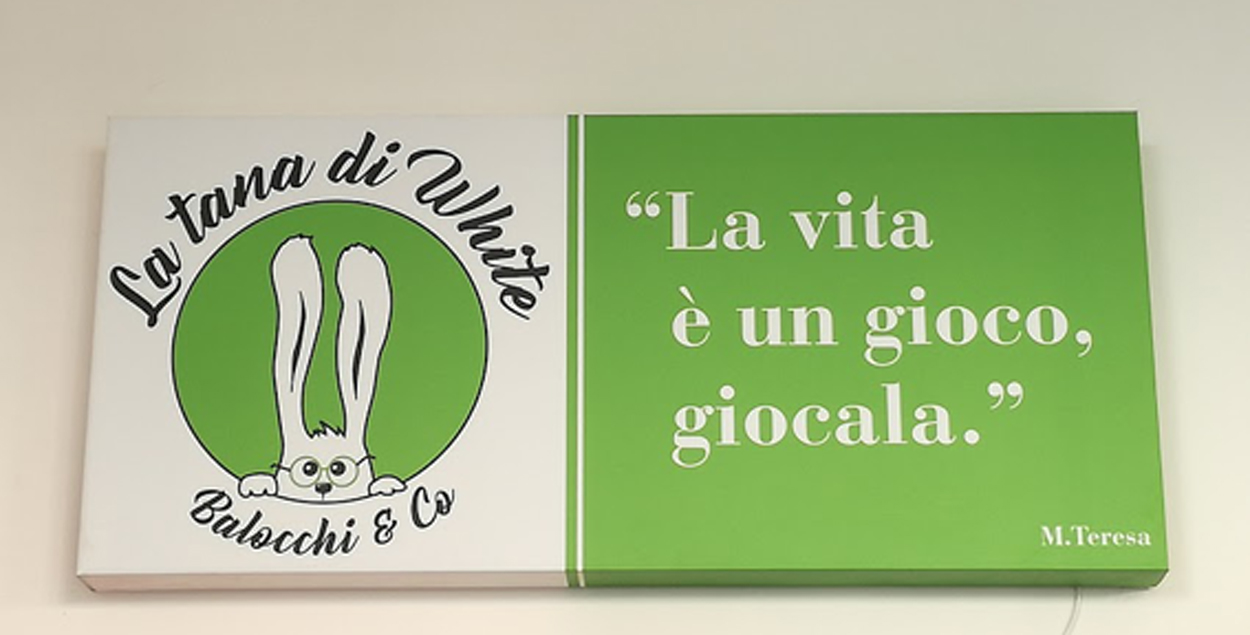 La tana di White
Balocchi & Co
“La vita
è un gioco,
giocala.”
M.Teresa